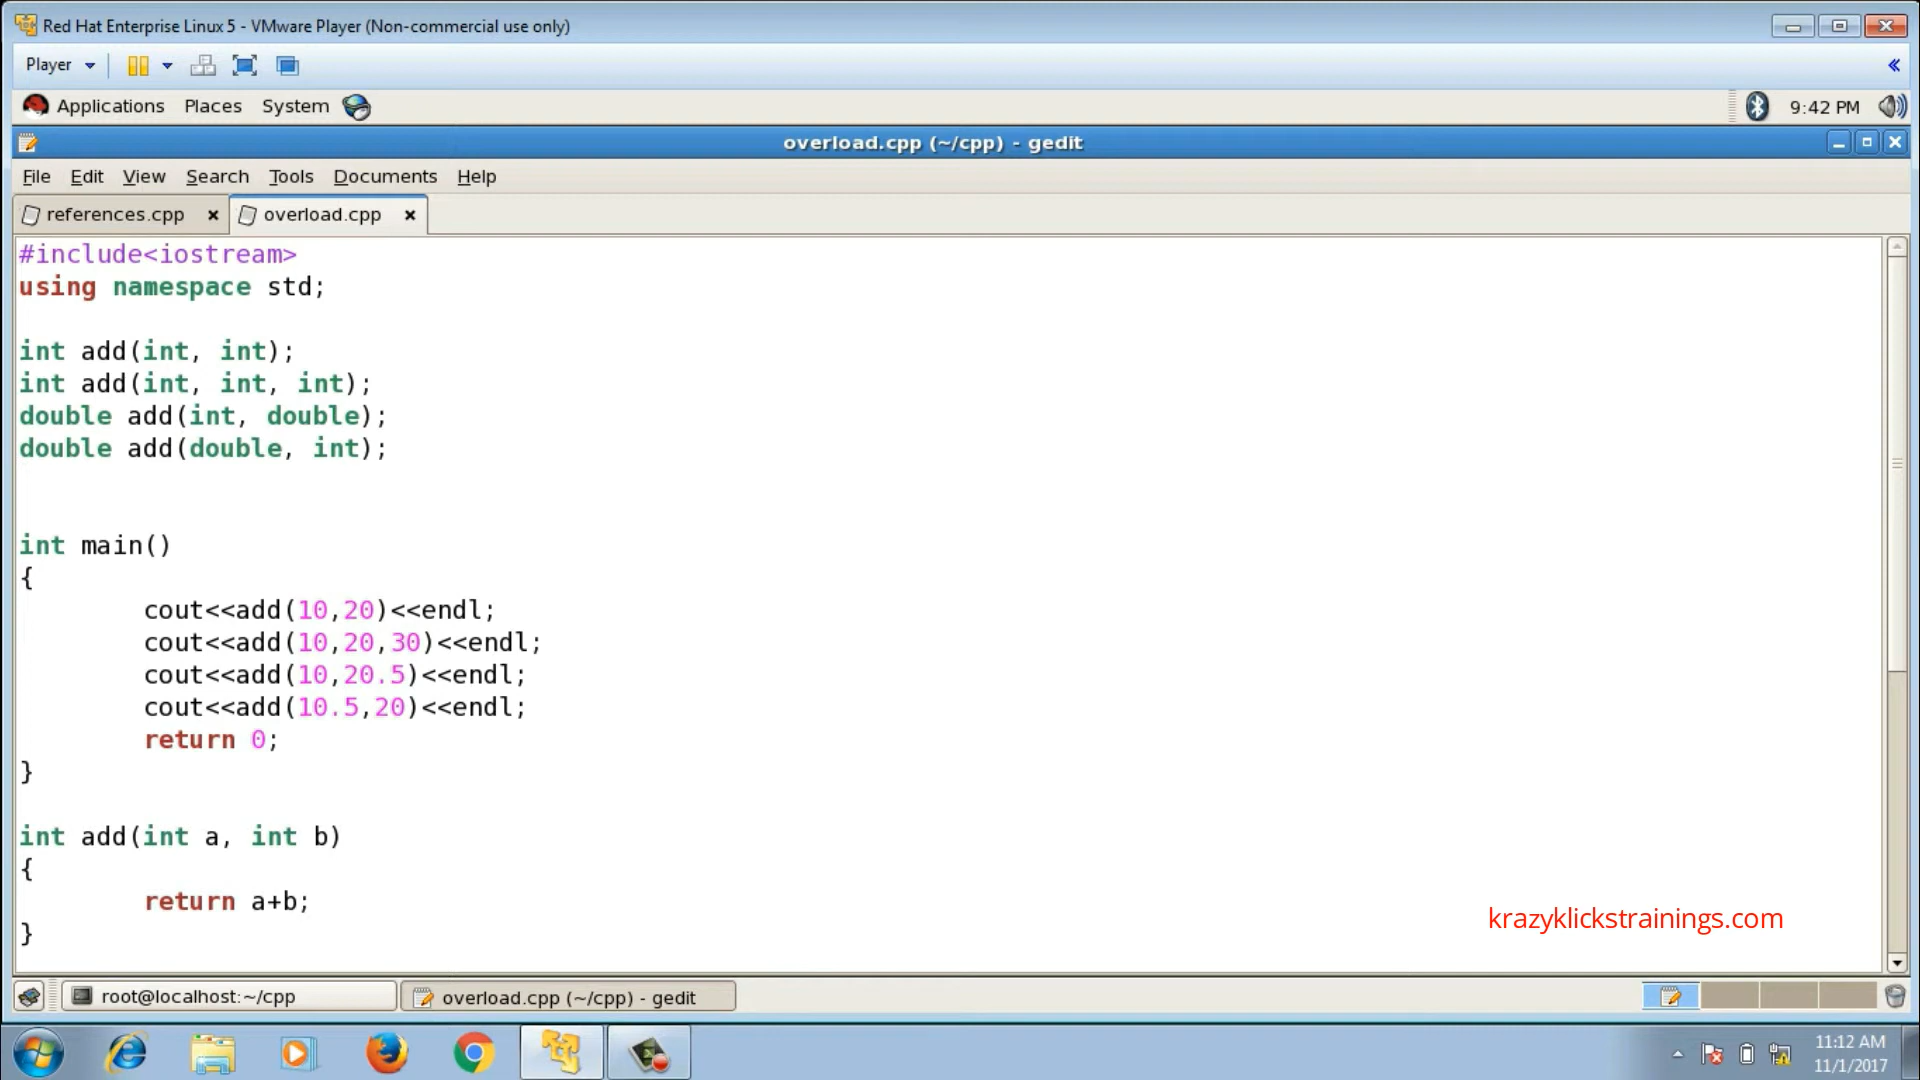 Red Hat Enterprise Linux 5 - VMware Player (Non-commercial use only)
Player
Applications Places System 9:42 PM
overload.cpp (~/cpp) - gedit
File Edit View Search Tools Documents Help
references.cpp overload.cpp
#include<iostream>
using namespace std;
int add(int, int);
int add(int, int, int);
double add(int, double);
double add(double, int);
int main()
{
cout<<add(10,20)<<endl;
cout<<add(10,20,30)<<endl;
cout<<add(10,20.5)<<endl;
cout<<add(10.5,20)<<endl;
return 0;
}
int add(int a, int b)
{
return a+b;
}
krazyklickstrainings.com
root@localhost:~/cpp overload.cpp (~/cpp) - gedit
11:12 AM
11/1/2017